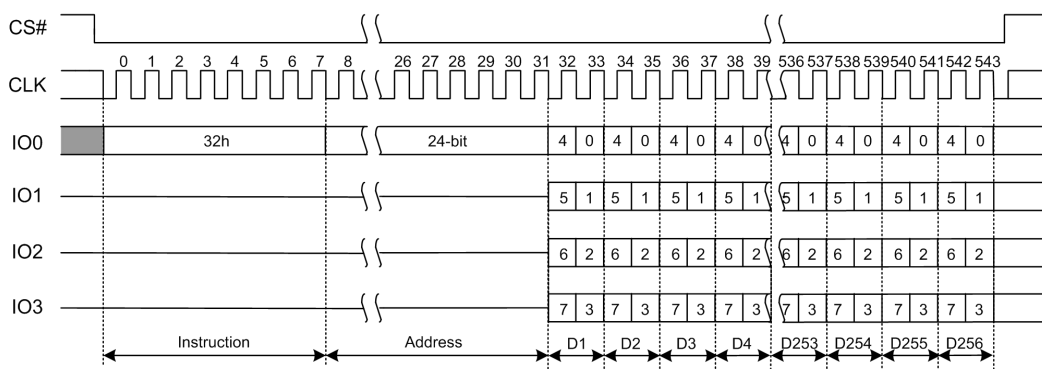 CS#
0 1 2 3 4 5 6 7 8 26 27 28 29 30 31 32 33 34 35 36 37 38 39 536 537 538 539 540 541 542 543
CLK
IO0 32h 24-bit 4 0 4 0 4 0 4 0 4 0 4 0 4 0 4 0
IO1 5 1 5 1 5 1 5 1 5 1 5 1 5 1 5 1
IO2 6 2 6 2 6 2 6 2 6 2 6 2 6 2 6 2
IO3 7 3 7 3 7 3 7 3 7 3 7 3 7 3 7 3
Instruction Address D1 D2 D3 D4 D253 D254 D255 D256